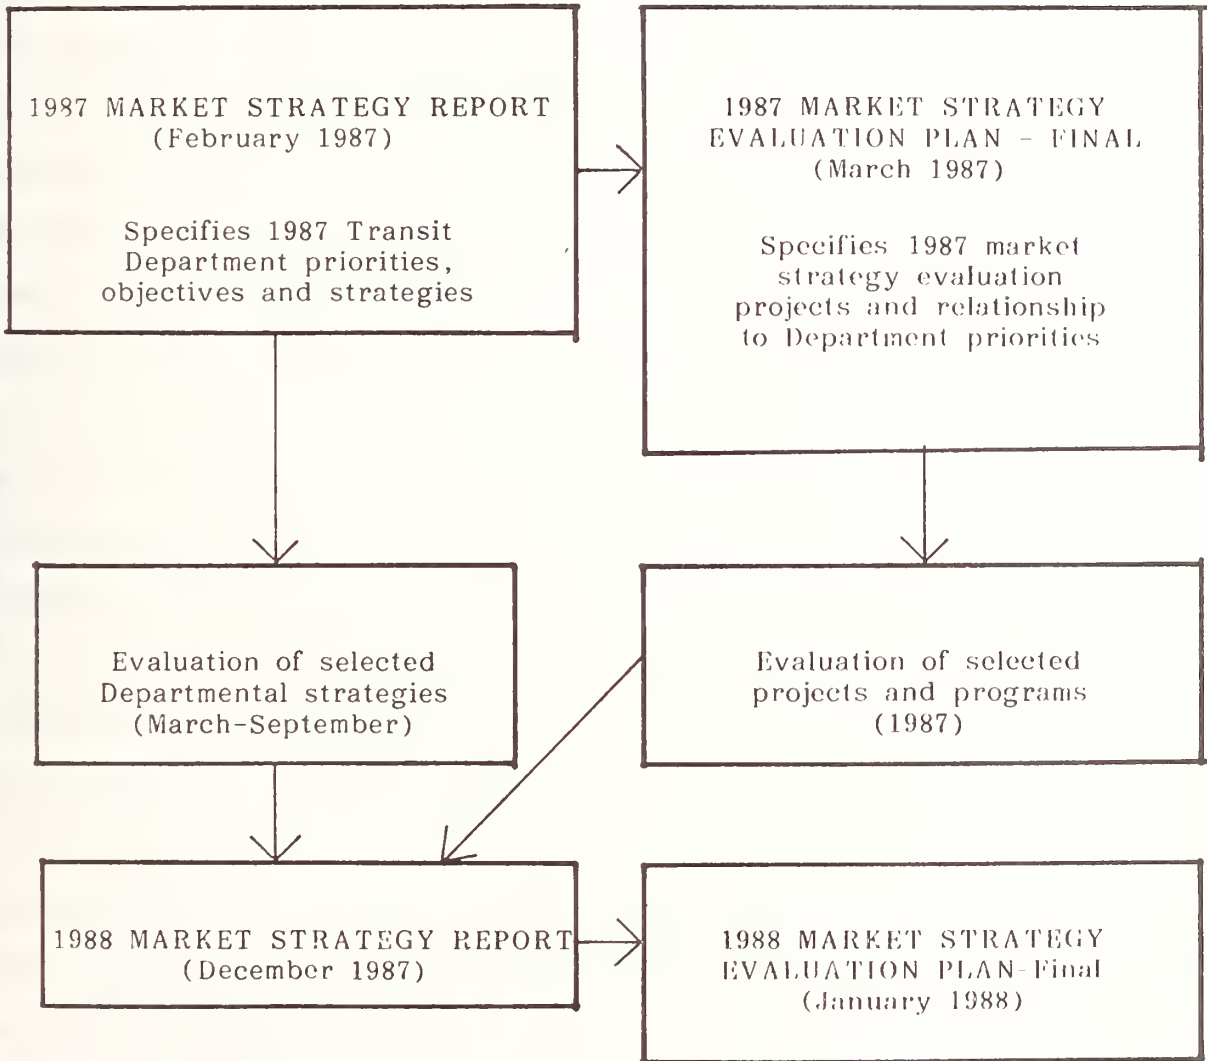 1987 MARKET STRATEGY REPORT
(February 1987)
Specifies 1987 Transit
Department priorities,
objectives and strategies
1987 MARKET STRATEGY
EVALUATION PLAN - FINAL
(March 1987)
Specifies 1987 market
strategy evaluation
projects and relationship
to Department priorities
Evaluation of selected
Departmental strategies
(March-September)
Evaluation of selected
projects and programs
(1987)
1988 MARKET STRATEGY REPORT
(December 1987)
1988 MARKET STRATEGY
EVALUATION PLAN-Final
(January 1988)